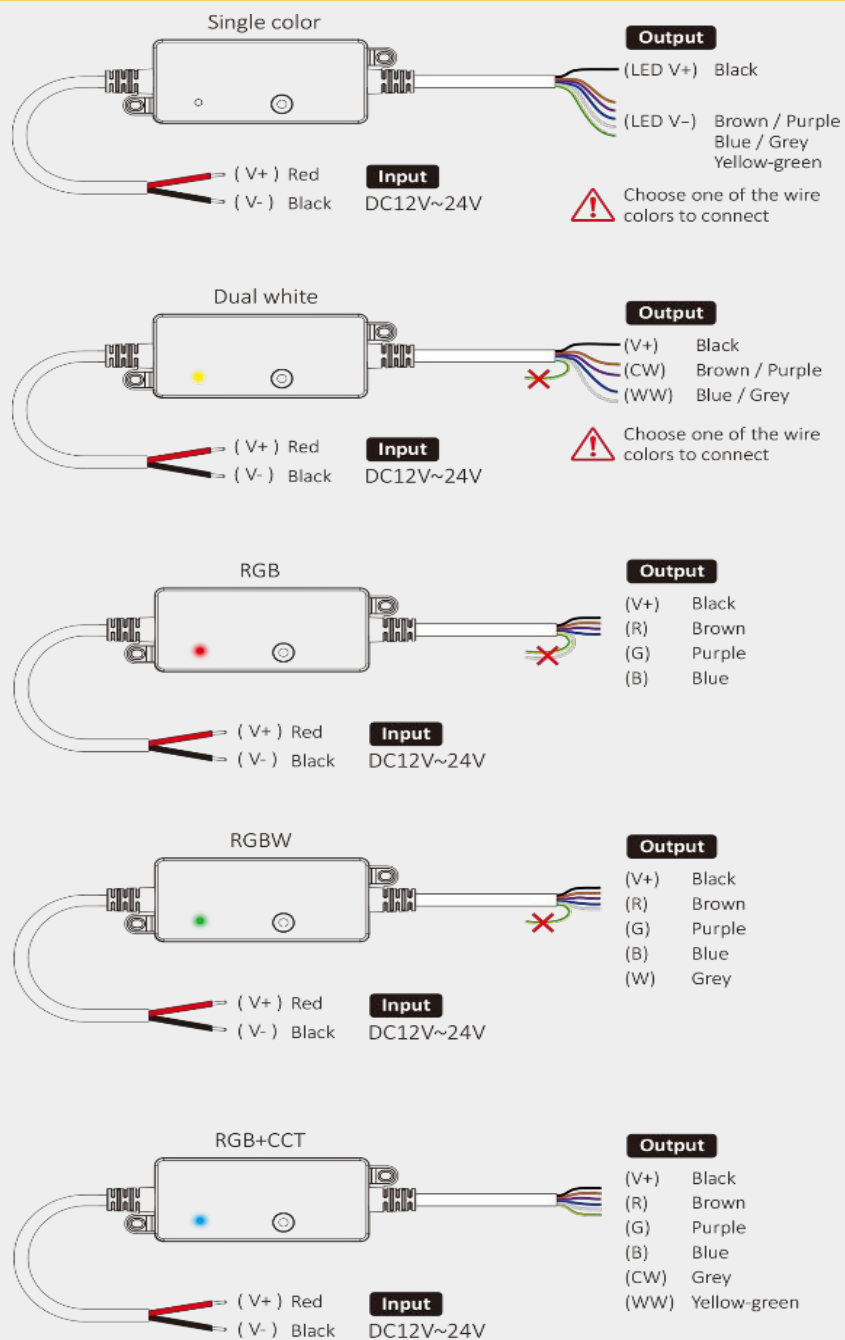 Single color
Output
(LED V+) Black
(LED V-) Brown / Purple
Blue / Grey
Yellow-green
( V+ ) Red
Input
( V- ) Black
DC12V~24V
Choose one of the wire
colors to connect
Dual white
Output
(V+) Black
(CW) Brown / Purple
(WW) Blue / Grey
Choose one of the wire
colors to connect
( V+ ) Red
Input
( V- ) Black
DC12V~24V
RGB
Output
(V+) Black
(R) Brown
(G) Purple
(B) Blue
( V+ ) Red
Input
( V- ) Black
DC12V~24V
RGBW
Output
(V+) Black
(R) Brown
(G) Purple
(B) Blue
(W) Grey
( V+ ) Red
Input
( V- ) Black
DC12V~24V
RGB+CCT
Output
(V+) Black
(R) Brown
(G) Purple
(B) Blue
(CW) Grey
(WW) Yellow-green
( V+ ) Red
Input
( V- ) Black
DC12V~24V